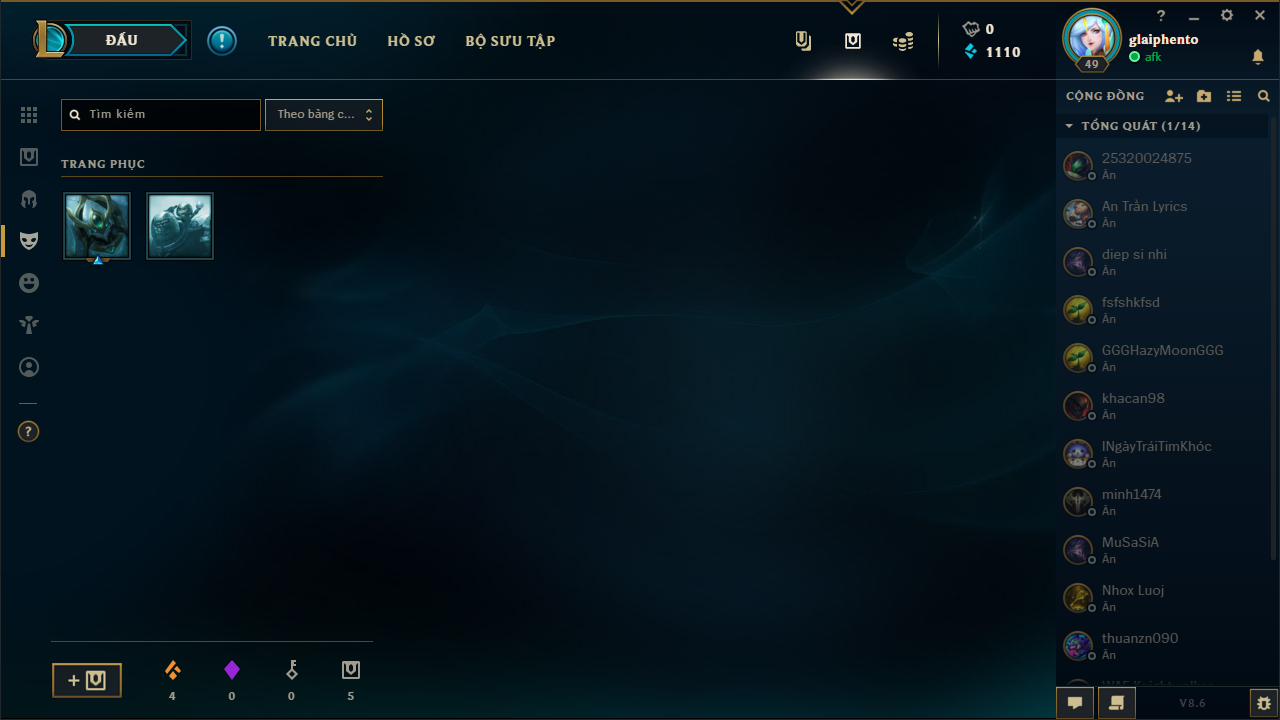 ĐẤU
TRANG CHỦ
HỒ SƠ
BỘ SƯU TẬP
0
1110
?
glaiphento
afk
49
Tìm kiếm
Theo bảng c...
TRANG PHỤC
?
4
0
0
5
CỘNG ĐỒNG
TỔNG QUÁT (1/14)
25320024875
Ẩn
An Trần Lyrics
Ẩn
diep si nhi
Ẩn
fsfshkfsd
Ẩn
GGGHazyMoonGGG
Ẩn
khacan98
Ẩn
INgàyTráiTimKhóc
Ẩn
minh1474
Ẩn
MuSaSiA
Ẩn
Nhox Luoj
Ẩn
thuanzn090
Ẩn
V8.6